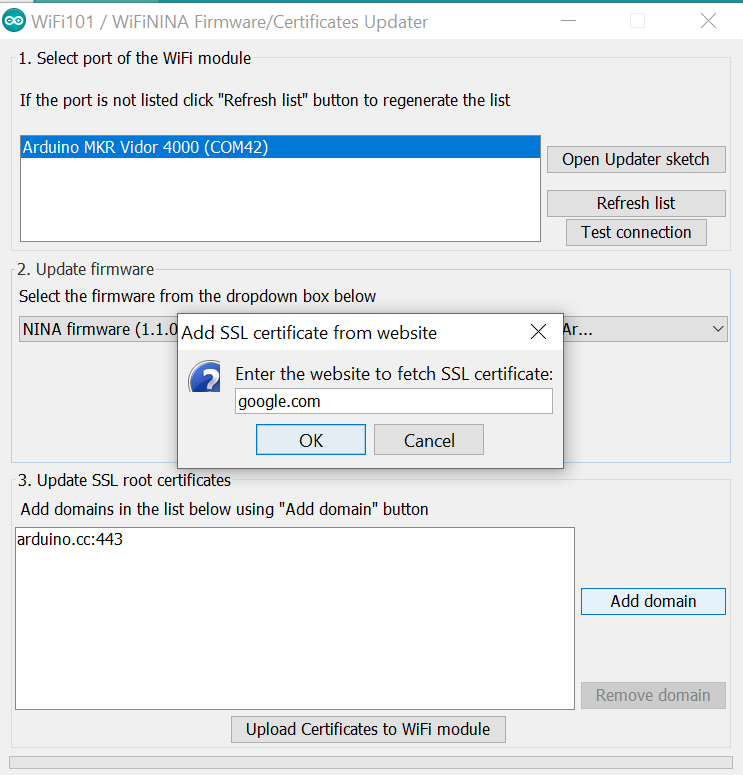 WiFi101 / WiFiNINA Firmware/Certificates Updater
1. Select port of the WiFi module
If the port is not listed click "Refresh list" button to regenerate the list
Arduino MKR Vidor 4000 (COM42)
Open Updater sketch
Refresh list
Test connection
2. Update firmware
Select the firmware from the dropdown box below
NINA firmware (1.1.0
Ar...
Add SSL certificate from website
Enter the website to fetch SSL certificate:
google.com
OK
Cancel
3. Update SSL root certificates
Add domains in the list below using "Add domain" button
arduino.cc:443
Add domain
Remove domain
Upload Certificates to WiFi module